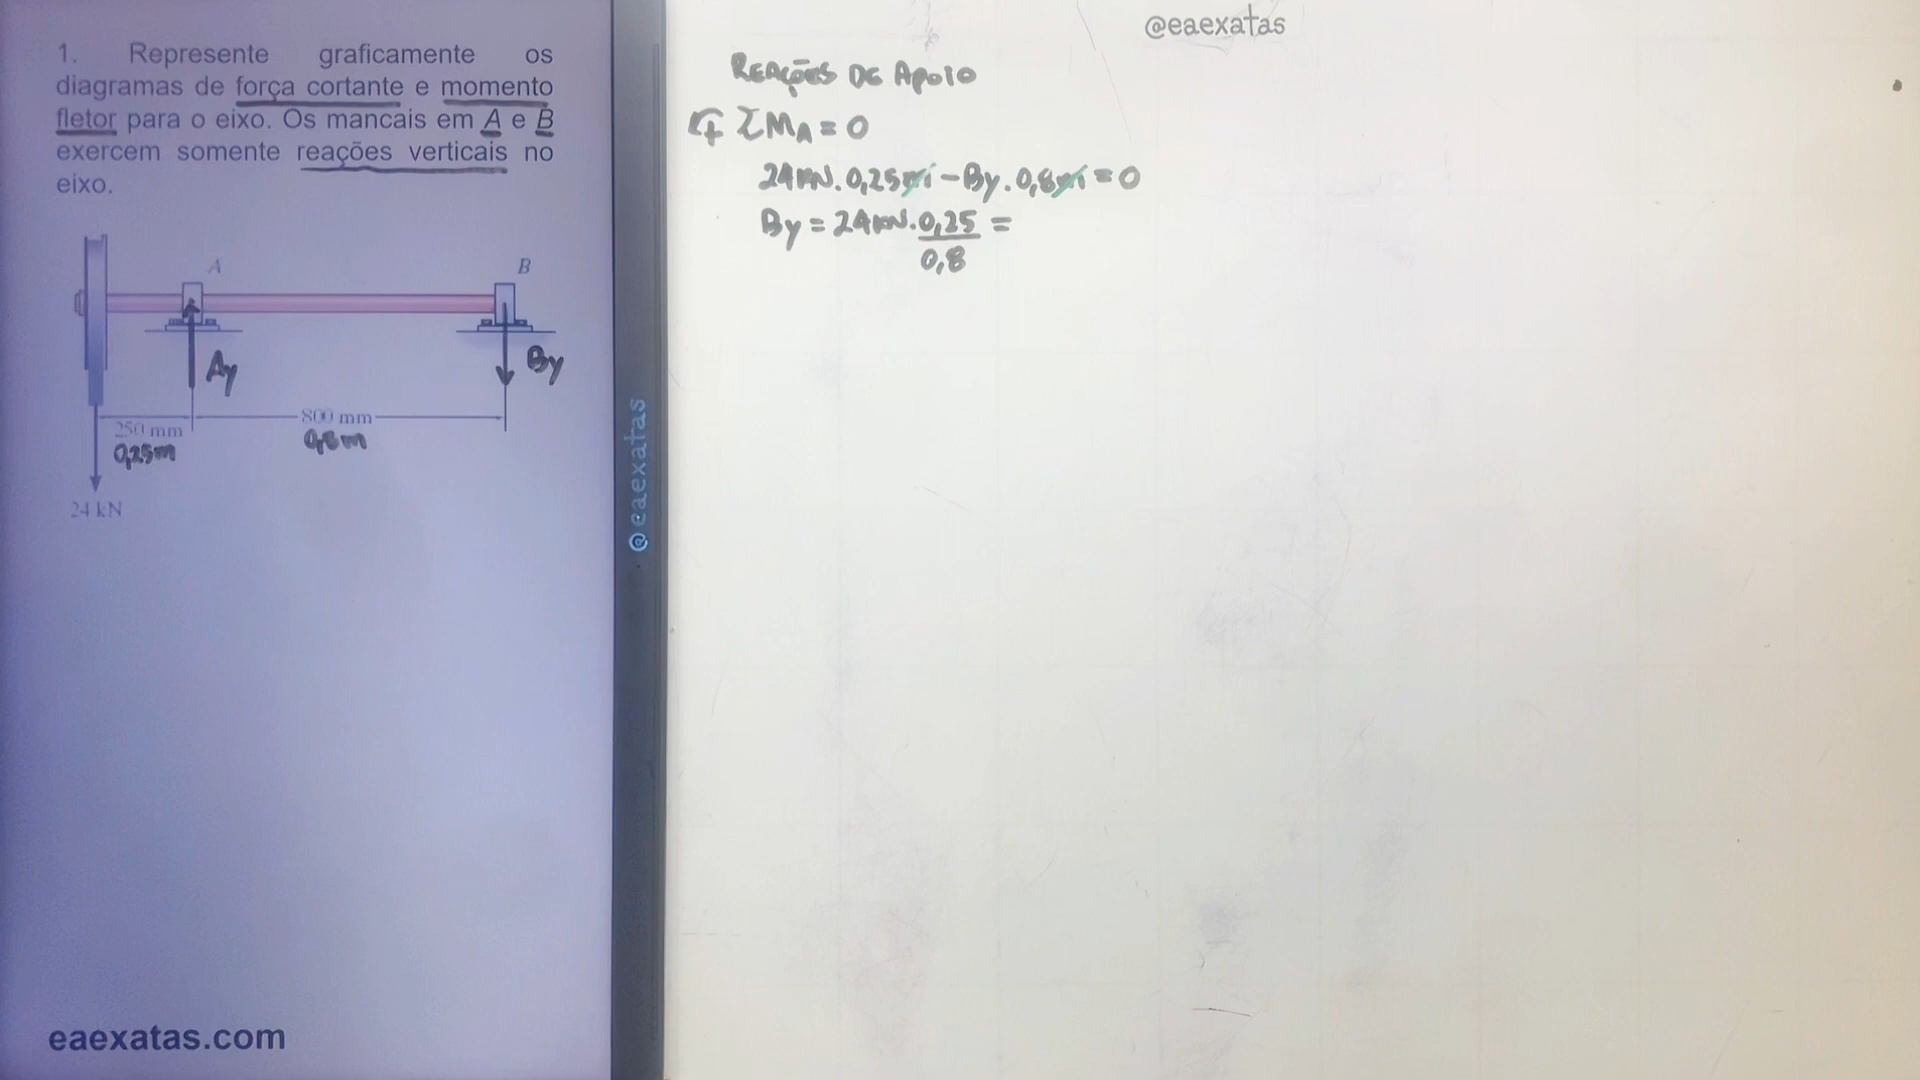 1. Represente graficamente os
diagramas de força cortante e momento
fletor para o eixo. Os mancais em A e B
exercem somente reações verticais no
eixo.
A
B
Ay
By
250 mm
0,25m
800 mm
0,8m
24 kN
eaexatas.com
@eaexatas
@eaexatas
REAÇÕES DE APOIO
+ ΣMA = 0
24kN. 0,25m - By. 0,8m = 0
By = 24kN. 0,25 =
0,8